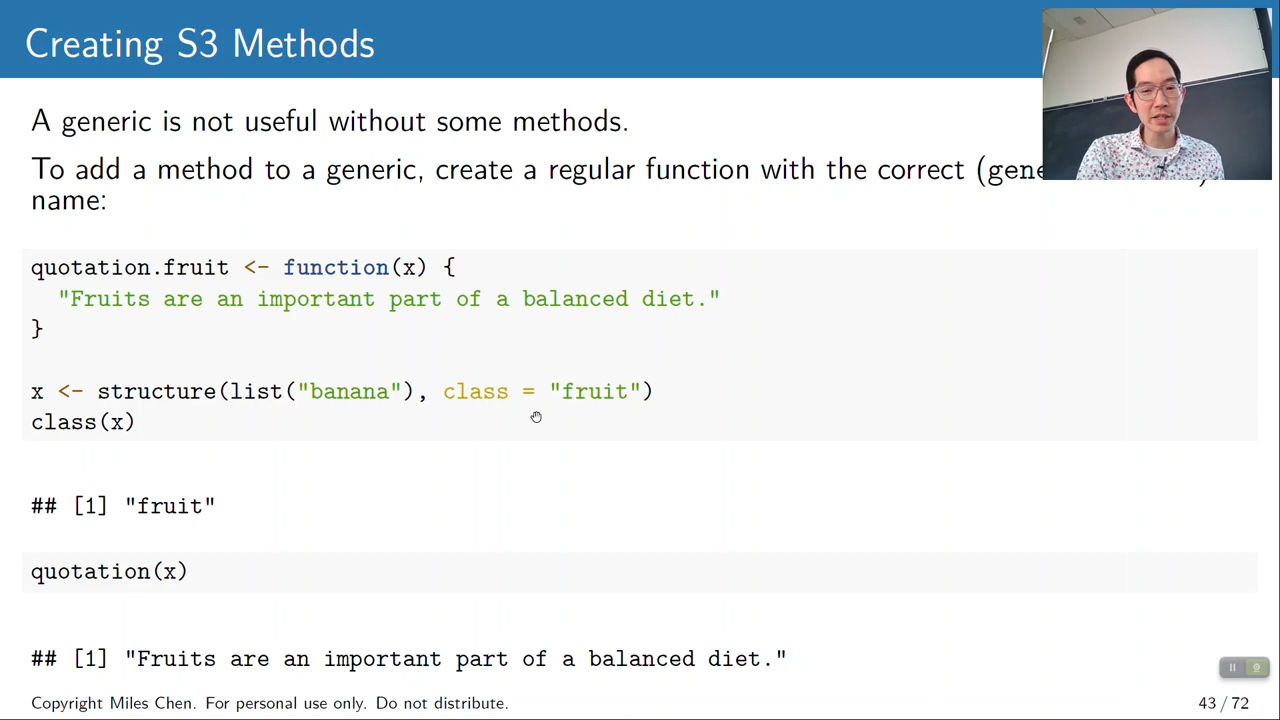 Creating S3 Methods
A generic is not useful without some methods.
To add a method to a generic, create a regular function with the correct
name:
quotation.fruit <- function(x) {
"Fruits are an important part of a balanced diet."
}
x <- structure(list("banana"), class = "fruit")
class(x)
## [1] "fruit"
quotation(x)
## [1] "Fruits are an important part of a balanced diet."
Copyright Miles Chen. For personal use only. Do not distribute.
43 / 72